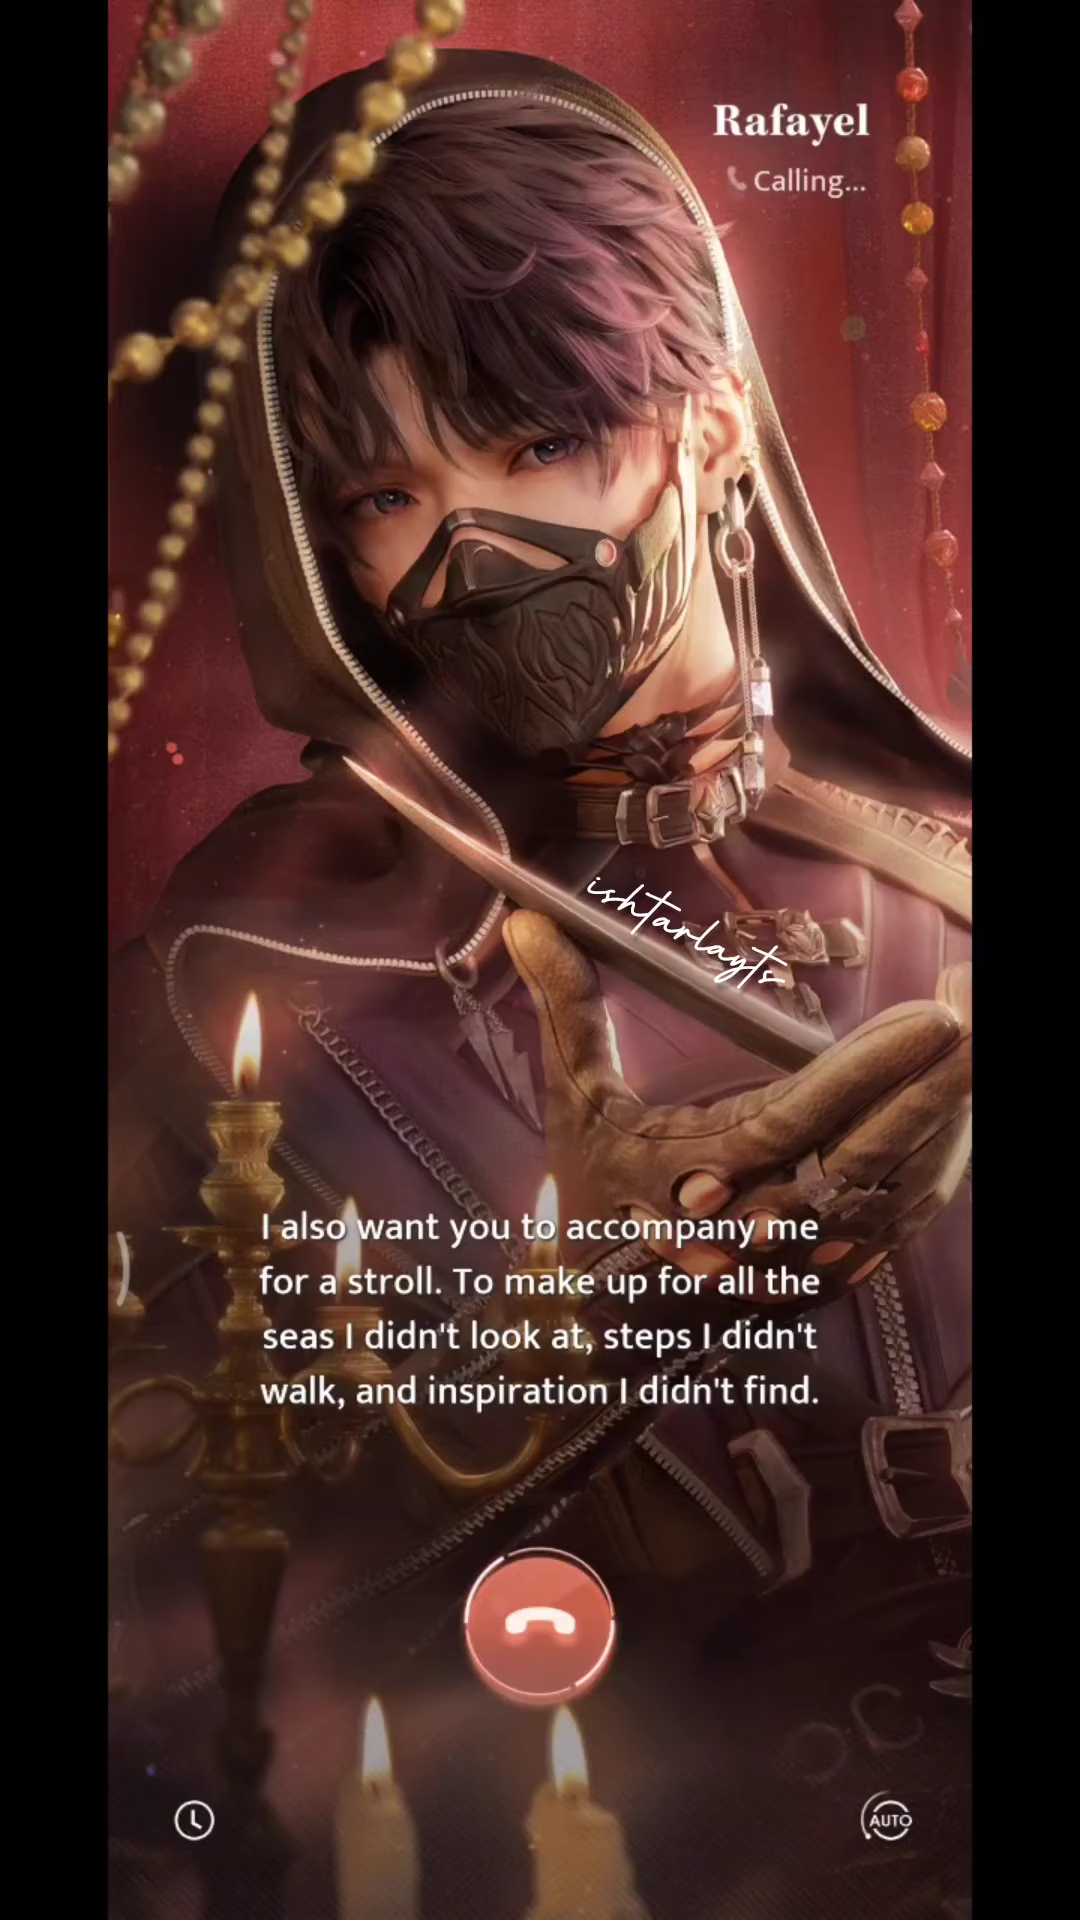 Rafayel
Calling...
ishtarlayts
I also want you to accompany me
for a stroll. To make up for all the
seas I didn't look at, steps I didn't
walk, and inspiration I didn't find.
AUTO